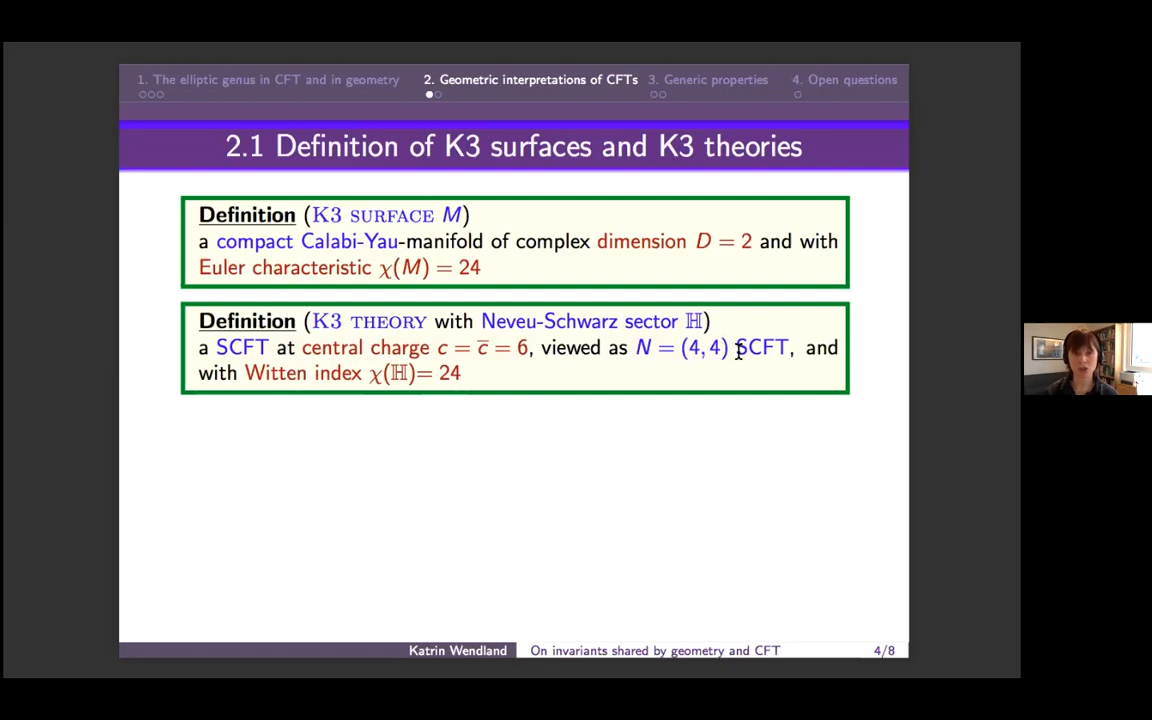 1. The elliptic genus in CFT and in geometry 2. Geometric interpretations of CFTs 3. Generic properties 4. Open questions
2.1 Definition of K3 surfaces and K3 theories
Definition (K3 SURFACE M)
a compact Calabi-Yau-manifold of complex dimension D = 2 and with
Euler characteristic χ(M) = 24
Definition (K3 THEORY with Neveu-Schwarz sector ℍ)
a SCFT at central charge c = c̅ = 6, viewed as N = (4, 4) SCFT, and
with Witten index χ(ℍ)= 24
Katrin Wendland On invariants shared by geometry and CFT 4/8